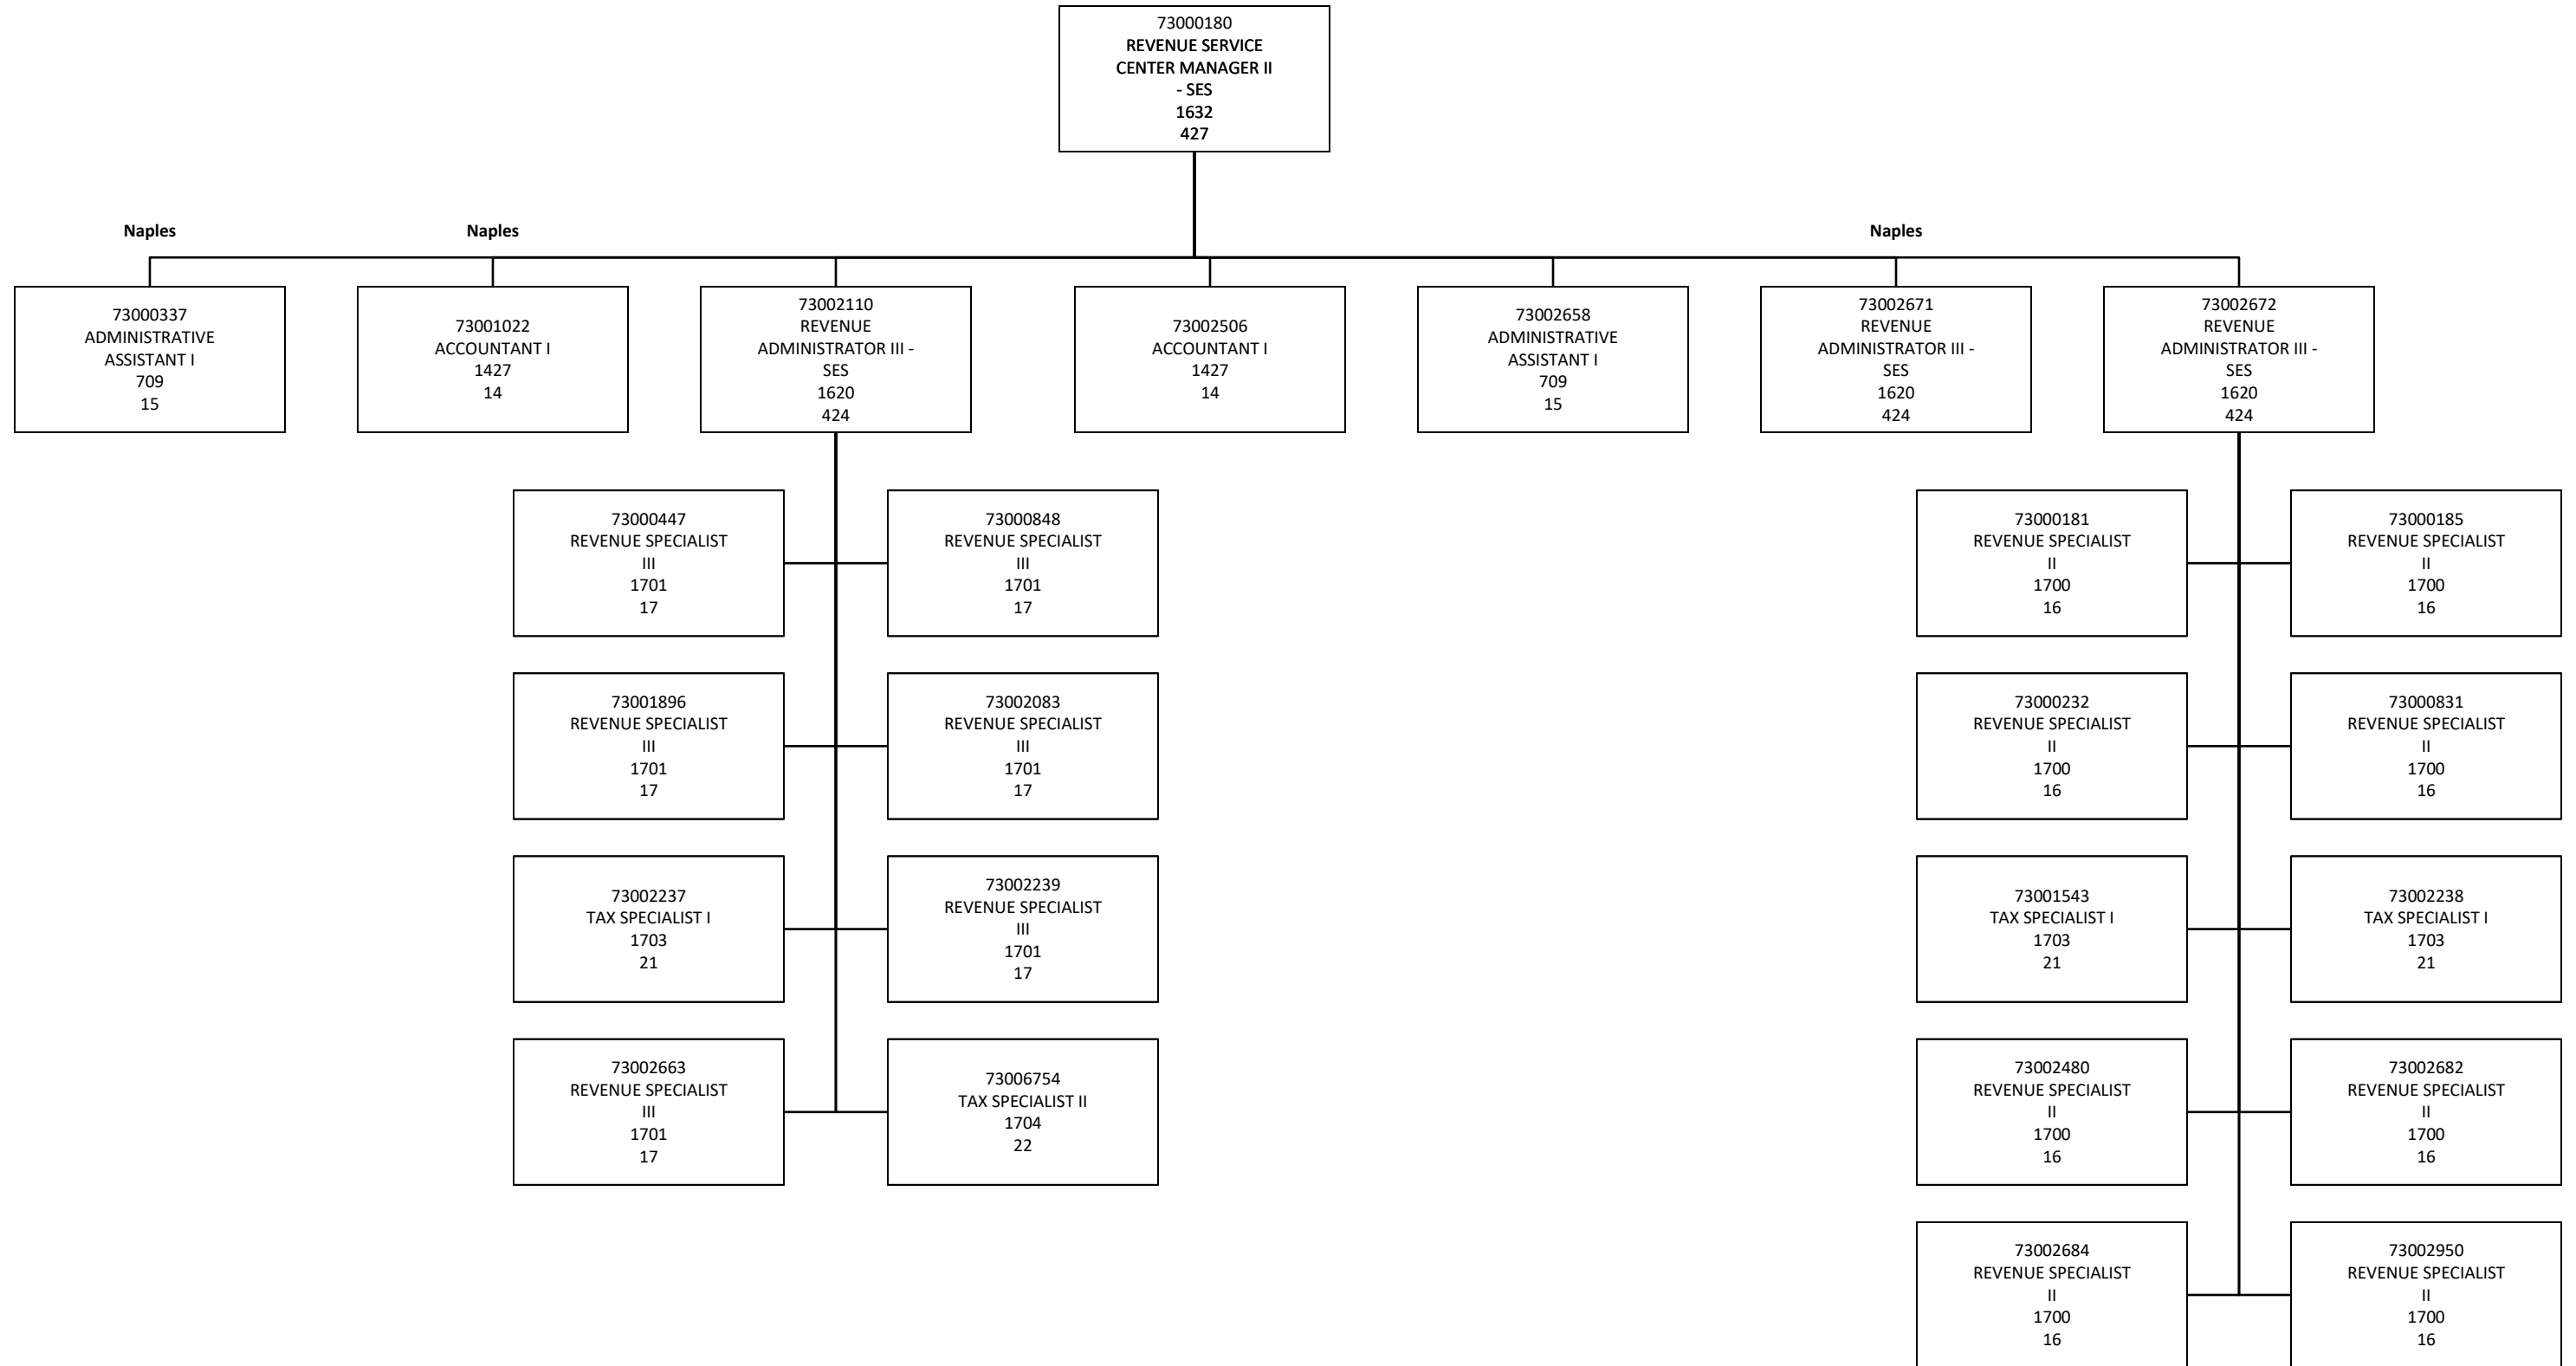 73000180
REVENUE SERVICE
CENTER MANAGER II
- SES
1632
427
Naples
Naples
Naples
73000337
ADMINISTRATIVE
ASSISTANT I
709
15
73001022
ACCOUNTANT I
1427
14
73002110
REVENUE
ADMINISTRATOR III -
SES
1620
424
73002506
ACCOUNTANT I
1427
14
73002658
ADMINISTRATIVE
ASSISTANT I
709
15
73002671
REVENUE
ADMINISTRATOR III -
SES
1620
424
73002672
REVENUE
ADMINISTRATOR III -
SES
1620
424
73000447
REVENUE SPECIALIST
III
1701
17
73000848
REVENUE SPECIALIST
III
1701
17
73000181
REVENUE SPECIALIST
II
1700
16
73000185
REVENUE SPECIALIST
II
1700
16
73001896
REVENUE SPECIALIST
III
1701
17
73002083
REVENUE SPECIALIST
III
1701
17
73000232
REVENUE SPECIALIST
II
1700
16
73000831
REVENUE SPECIALIST
II
1700
16
73002237
TAX SPECIALIST I
1703
21
73002239
REVENUE SPECIALIST
III
1701
17
73001543
TAX SPECIALIST I
1703
21
73002238
TAX SPECIALIST I
1703
21
73002663
REVENUE SPECIALIST
III
1701
17
73006754
TAX SPECIALIST II
1704
22
73002480
REVENUE SPECIALIST
II
1700
16
73002682
REVENUE SPECIALIST
II
1700
16
73002684
REVENUE SPECIALIST
II
1700
16
73002950
REVENUE SPECIALIST
II
1700
16